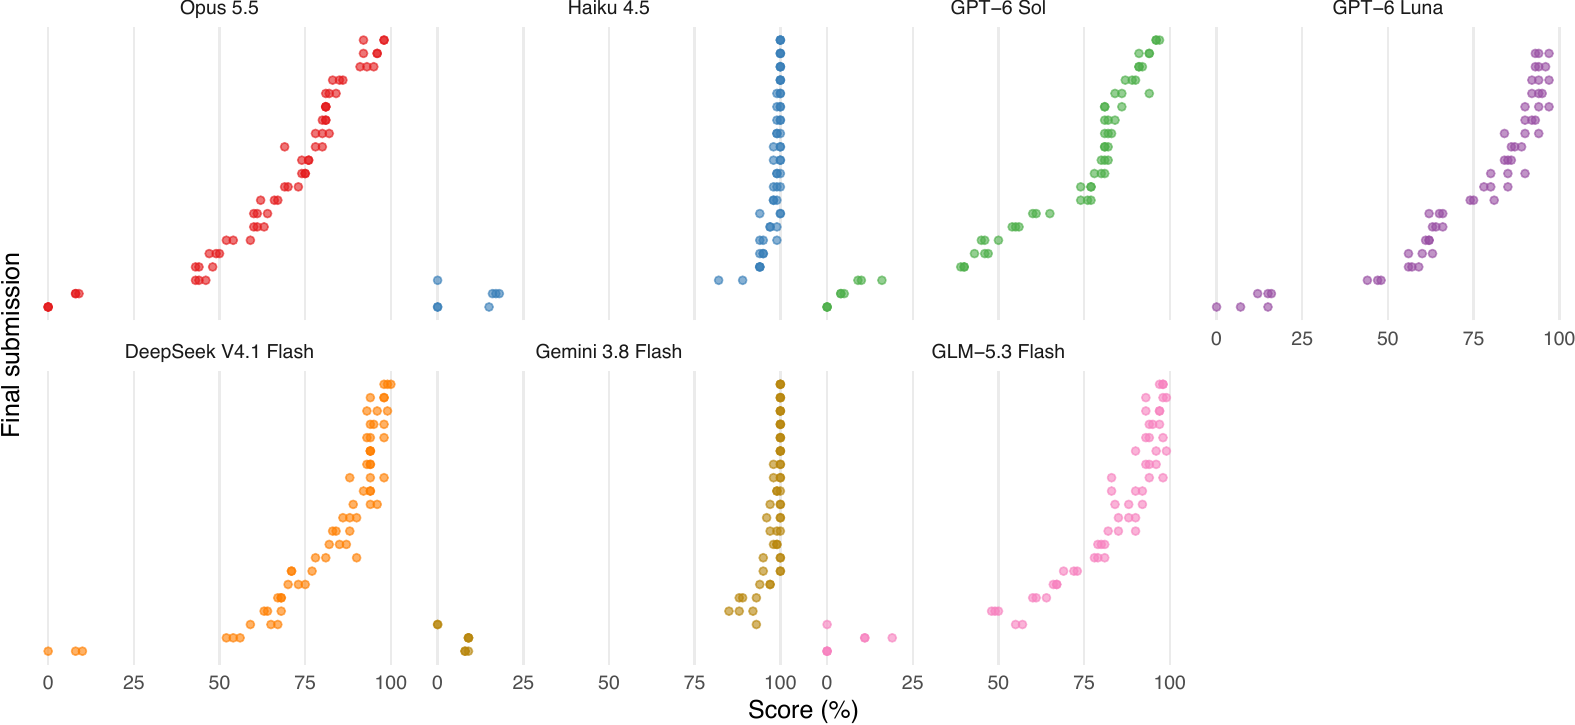 Opus 5.5
Haiku 4.5
GPT−6 Sol
GPT−6 Luna
Final submission
0 25 50 75 100
DeepSeek V4.1 Flash
Gemini 3.8 Flash
GLM−5.3 Flash
0 25 50 75 100
0 25 50 75 100
0 25 50 75 100
Score (%)